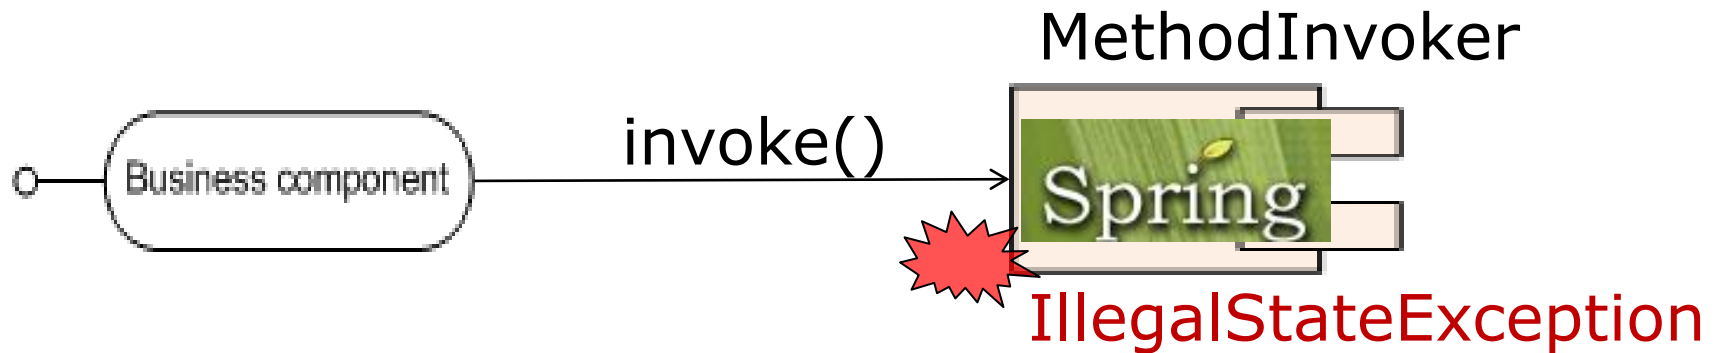 MethodInvoker
invoke()
Business component
Spring
IllegalStateException